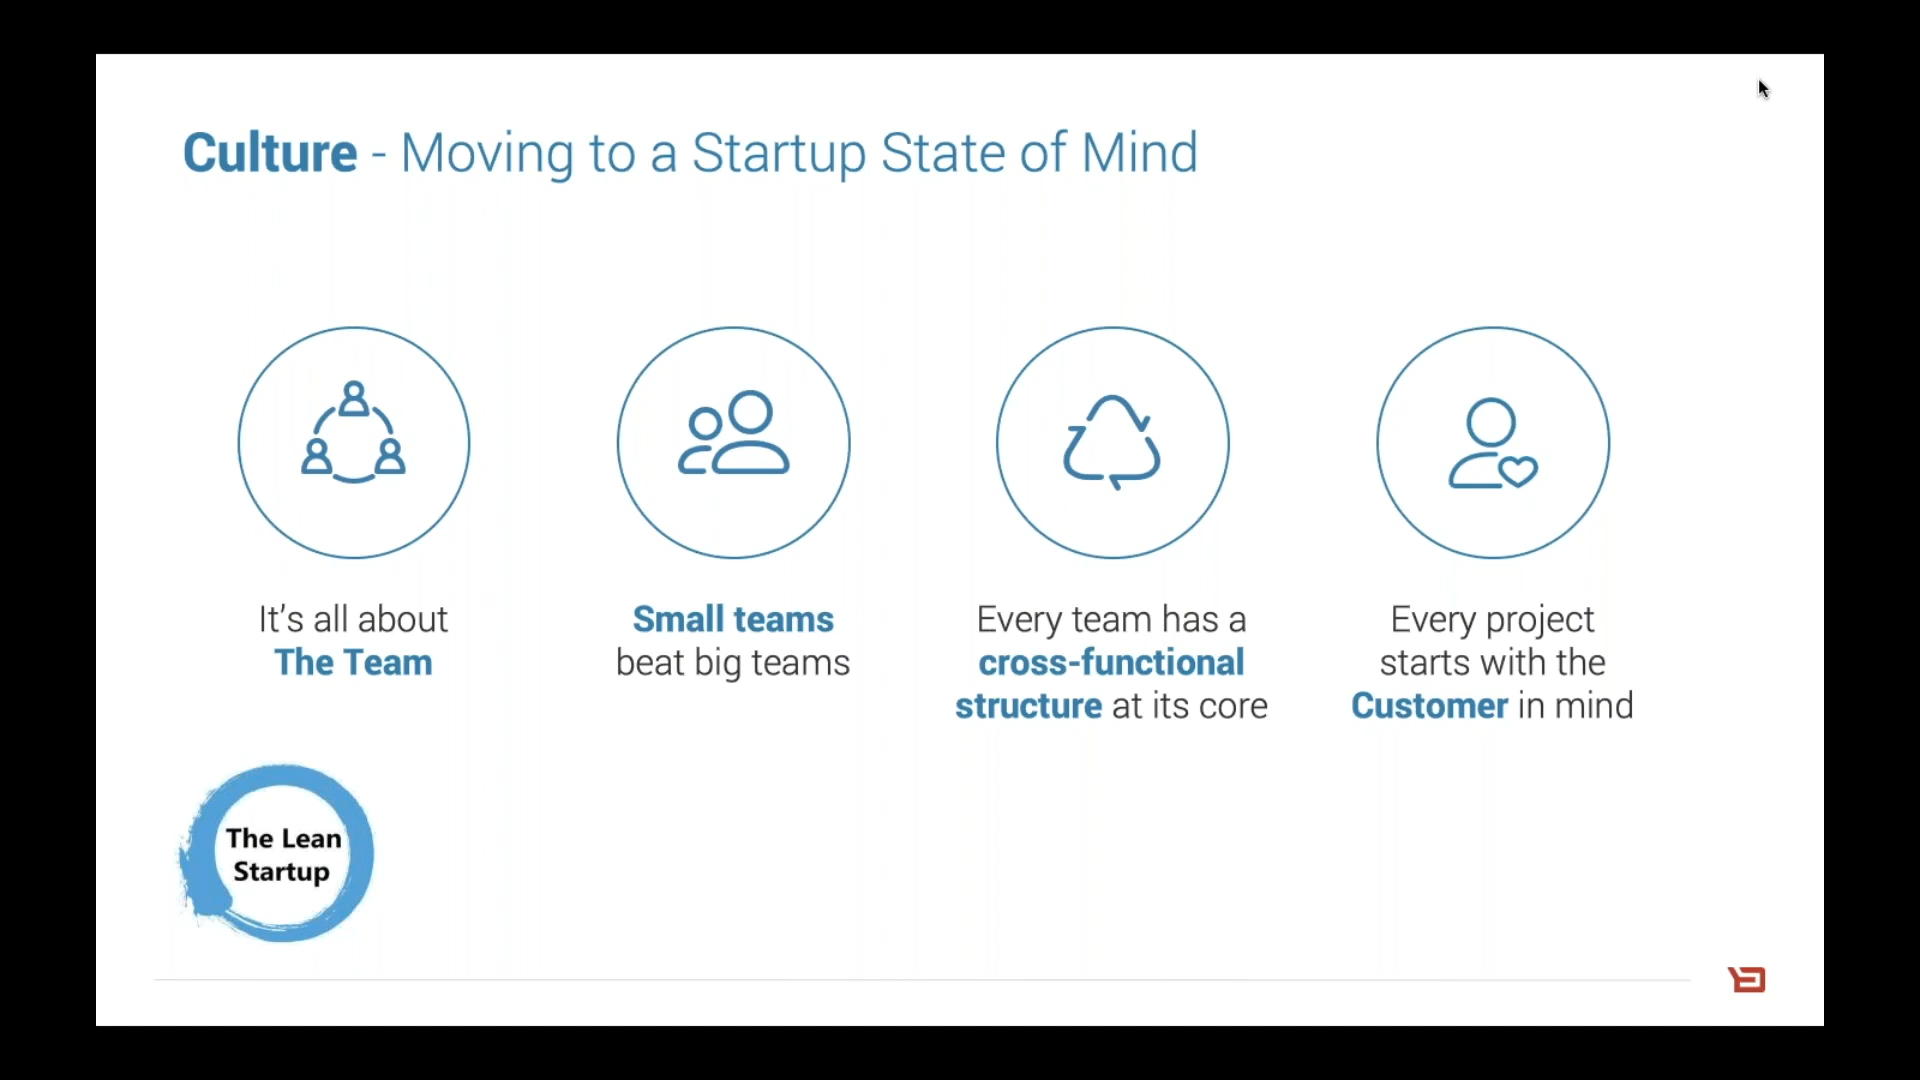 Culture - Moving to a Startup State of Mind
It's all about
The Team
Small teams
beat big teams
Every team has a
cross-functional
structure at its core
Every project
starts with the
Customer in mind
The Lean
Startup